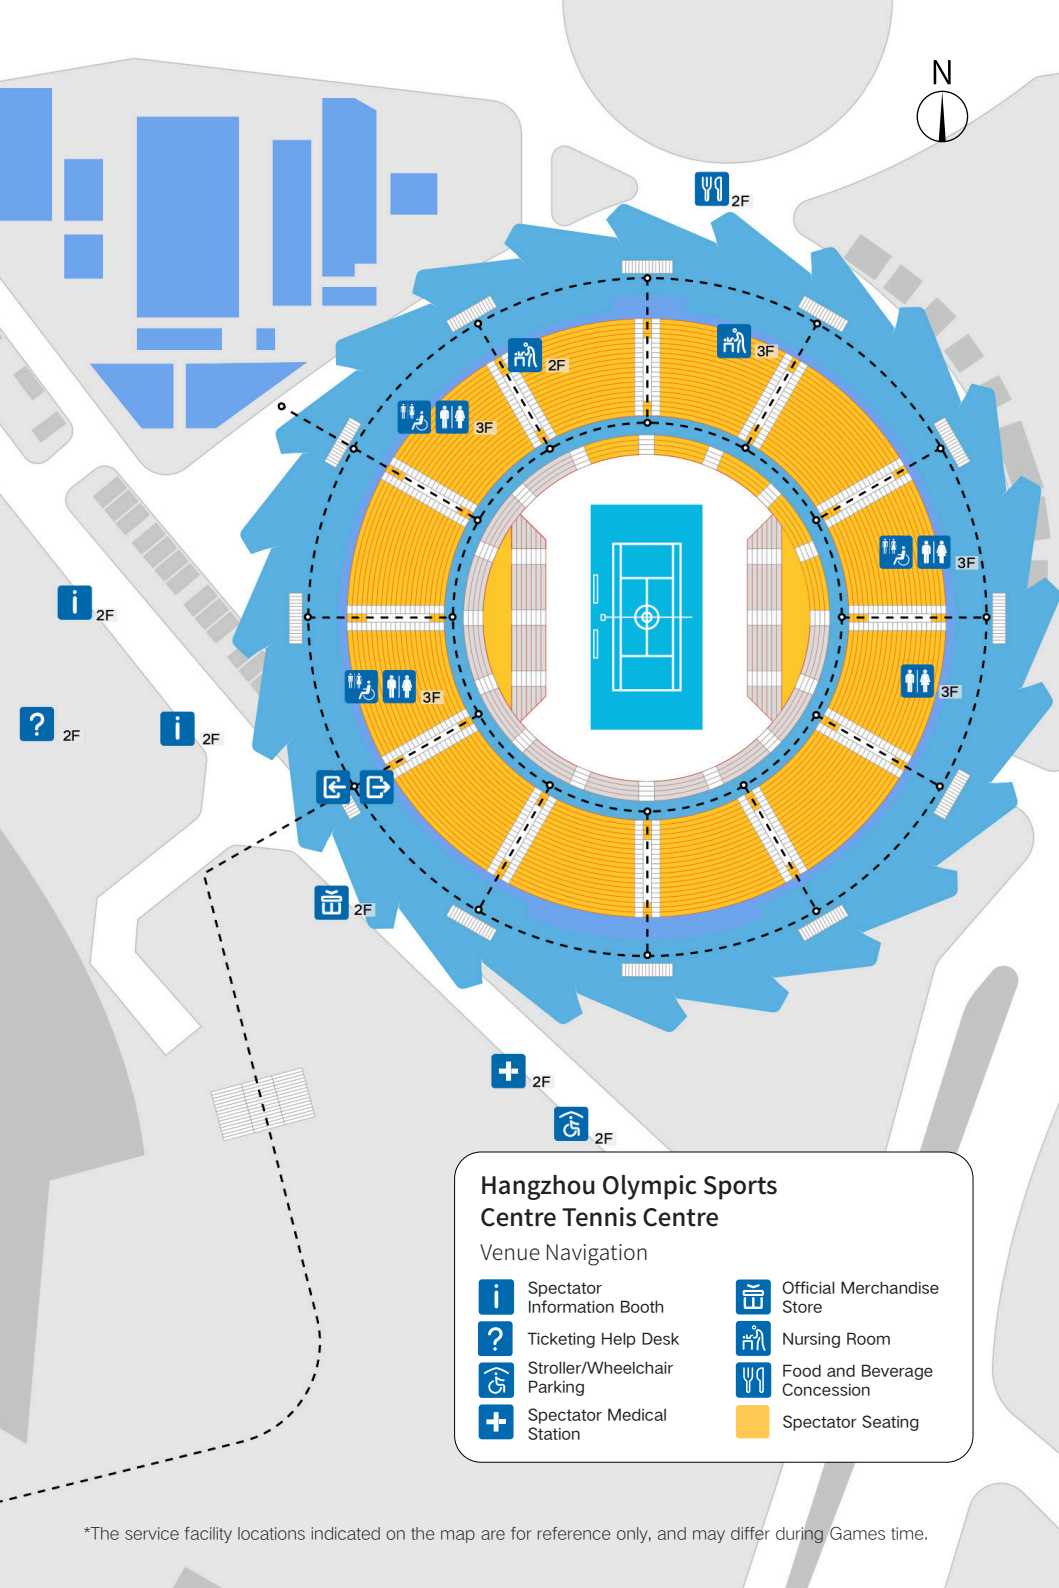 N
2F
2F
3F
3F
3F
2F
3F
3F
2F
2F
2F
2F
2F
Hangzhou Olympic Sports
Centre Tennis Centre
Venue Navigation
Spectator
Information Booth
Ticketing Help Desk
Stroller/Wheelchair
Parking
Spectator Medical
Station
Official Merchandise
Store
Nursing Room
Food and Beverage
Concession
Spectator Seating
*The service facility locations indicated on the map are for reference only, and may differ during Games time.